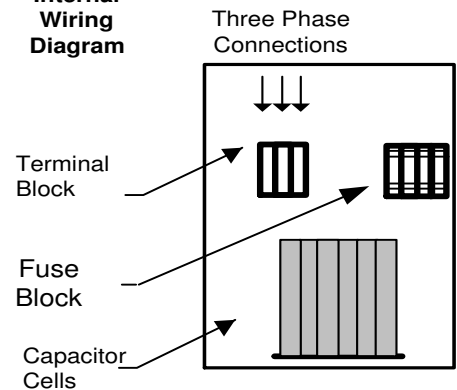 Wiring
Diagram
Three Phase
Connections
Terminal
Block
Fuse
Block
Capacitor
Cells